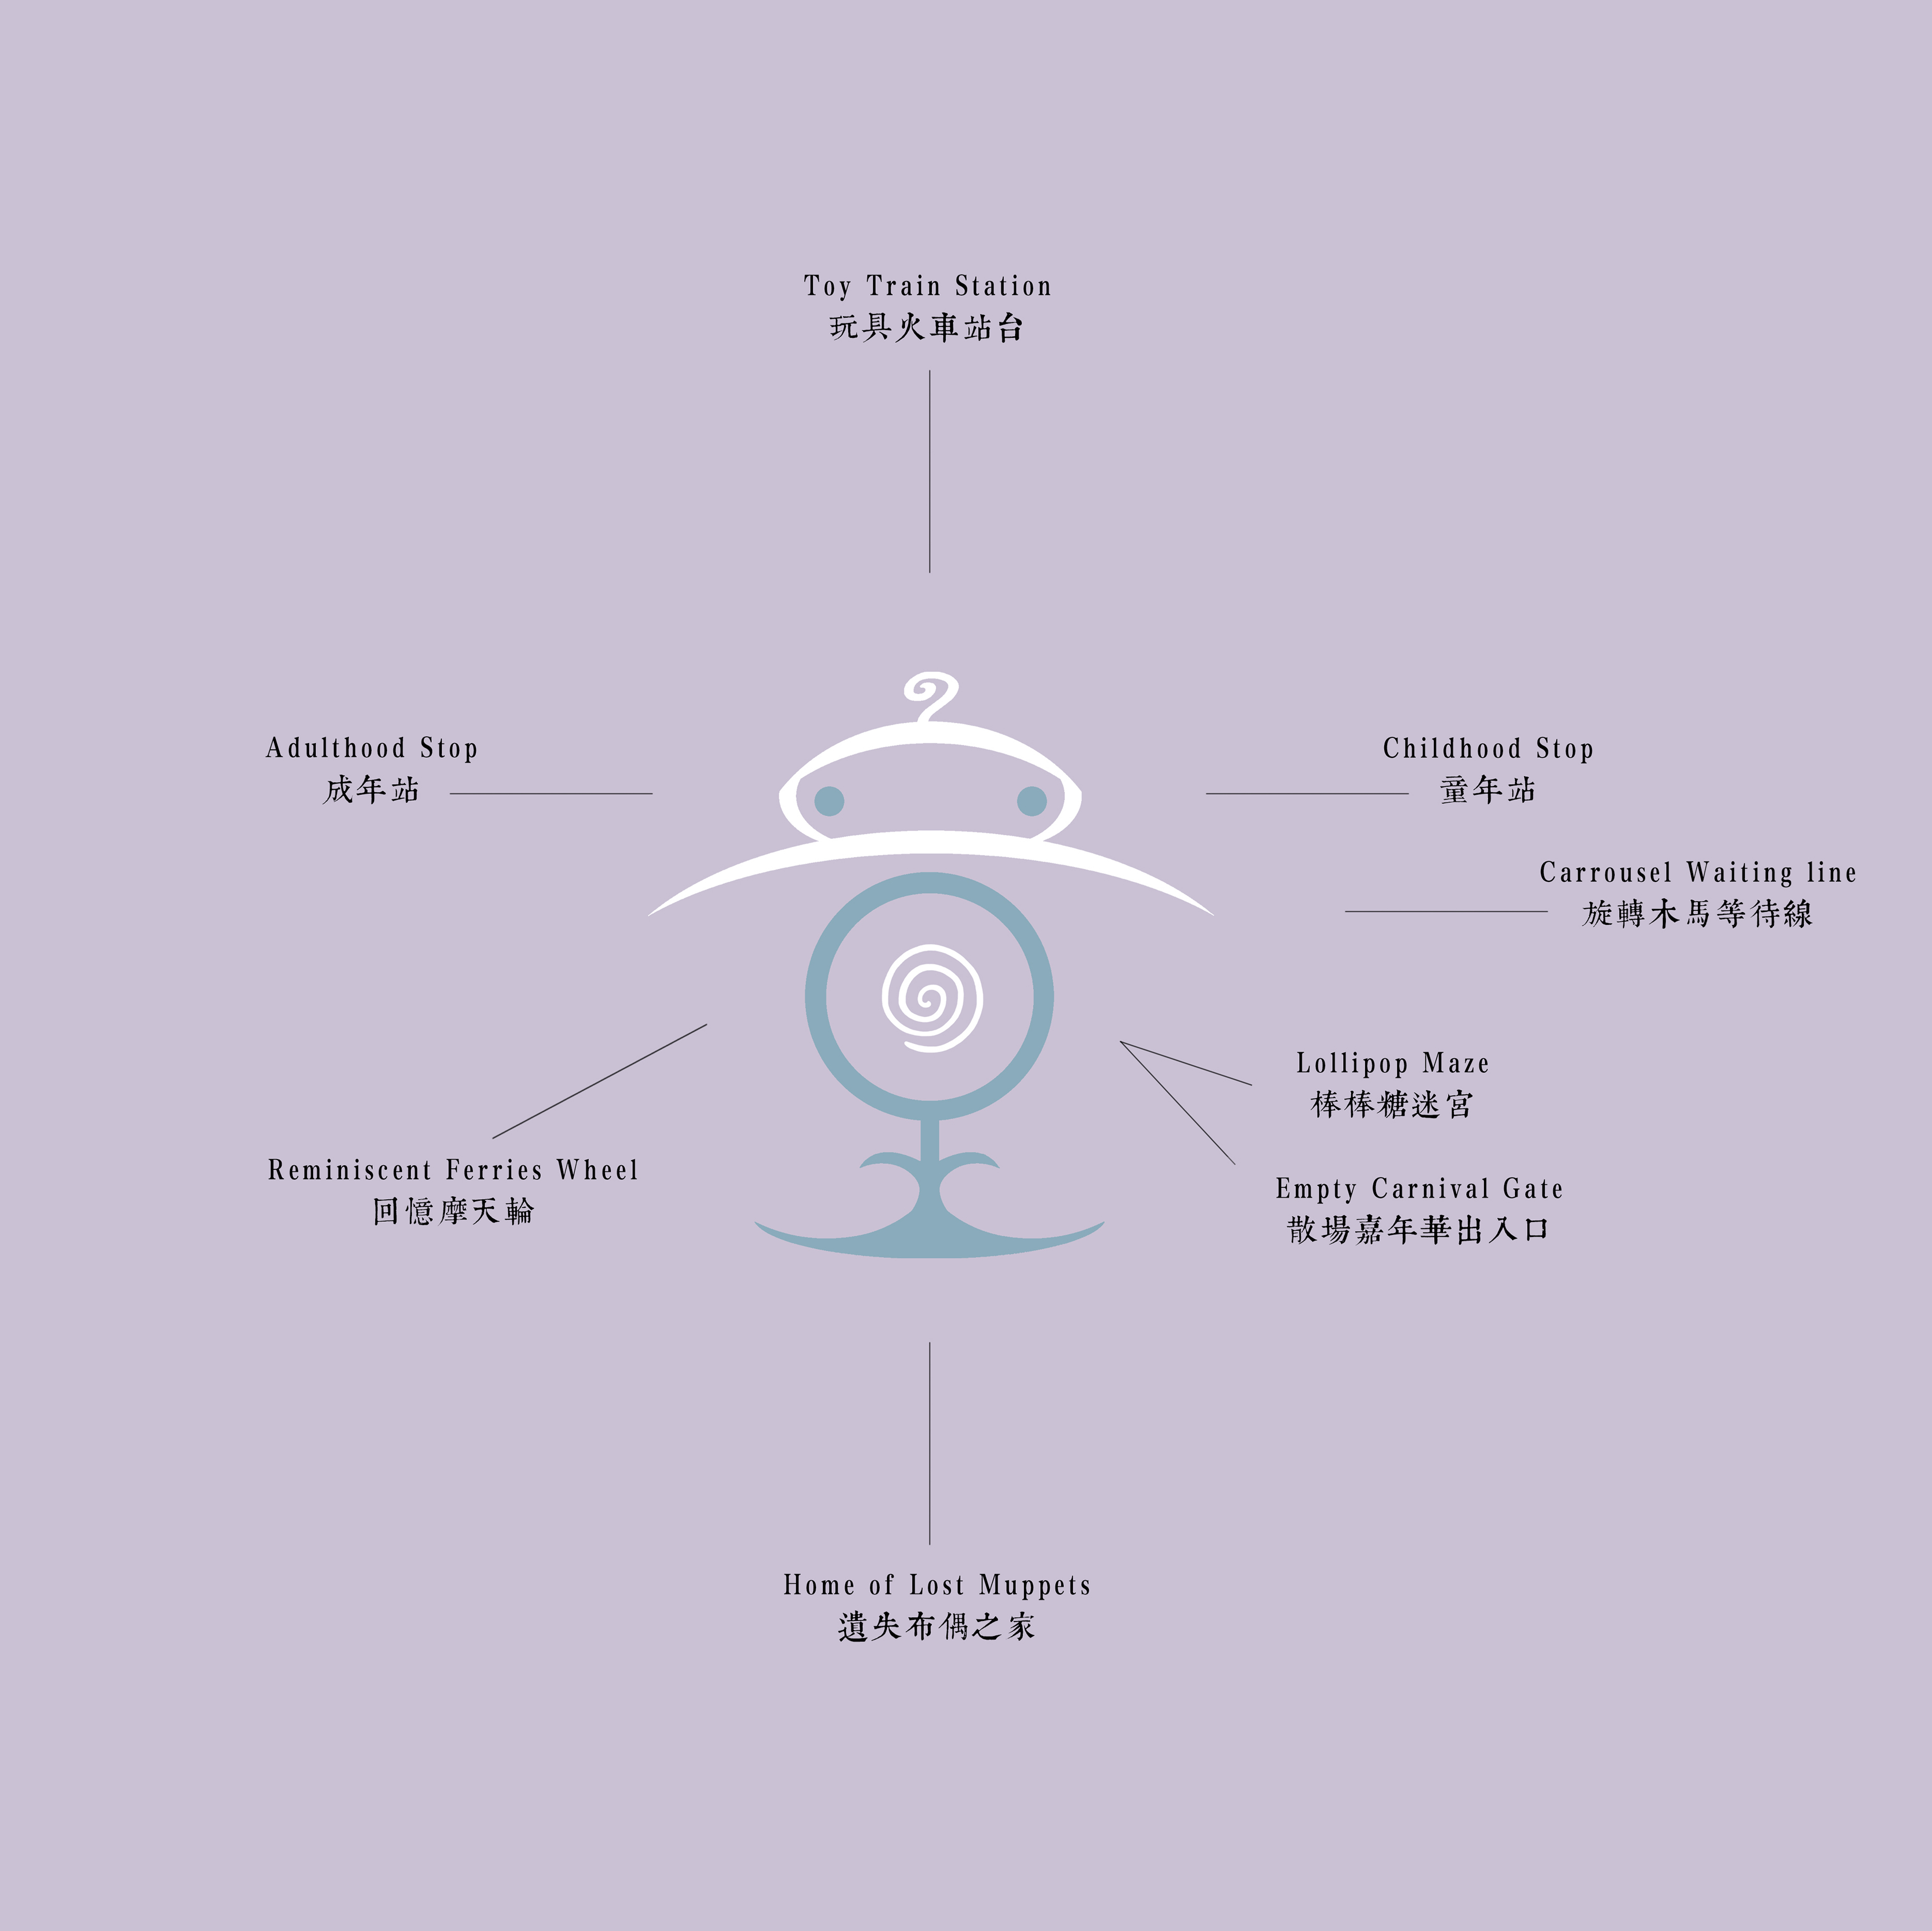 Toy Train Station
玩具火車站台
Adulthood Stop
成年站
Childhood Stop
童年站
Carrousel Waiting line
旋轉木馬等待線
Lollipop Maze
棒棒糖迷宮
Reminiscent Ferries Wheel
回憶摩天輪
Empty Carnival Gate
散場嘉年華出入口
Home of Lost Muppets
遺失布偶之家